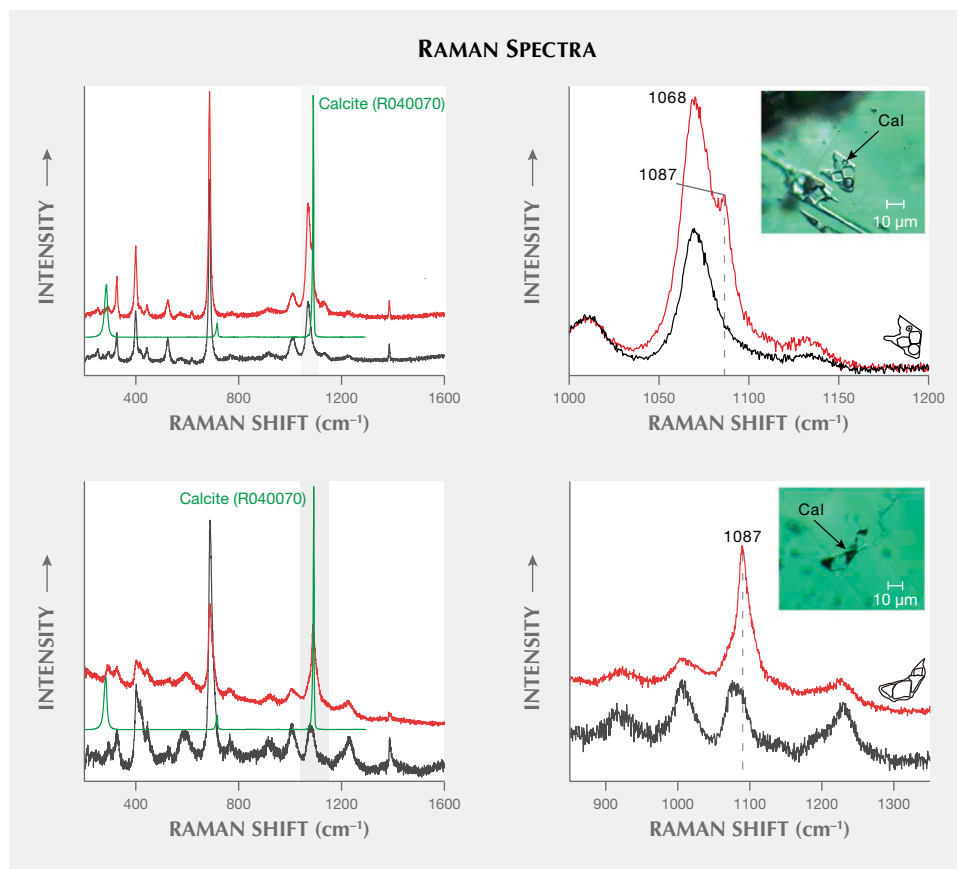 RAMAN SPECTRA
Calcite (R040070)
INTENSITY
400 800 1200 1600
RAMAN SHIFT (cm⁻¹)
1068
1087
Cal
10 µm
INTENSITY
1000 1050 1100 1150 1200
RAMAN SHIFT (cm⁻¹)
Calcite (R040070)
INTENSITY
400 800 1200 1600
RAMAN SHIFT (cm⁻¹)
1087
Cal
10 µm
INTENSITY
900 1000 1100 1200 1300
RAMAN SHIFT (cm⁻¹)